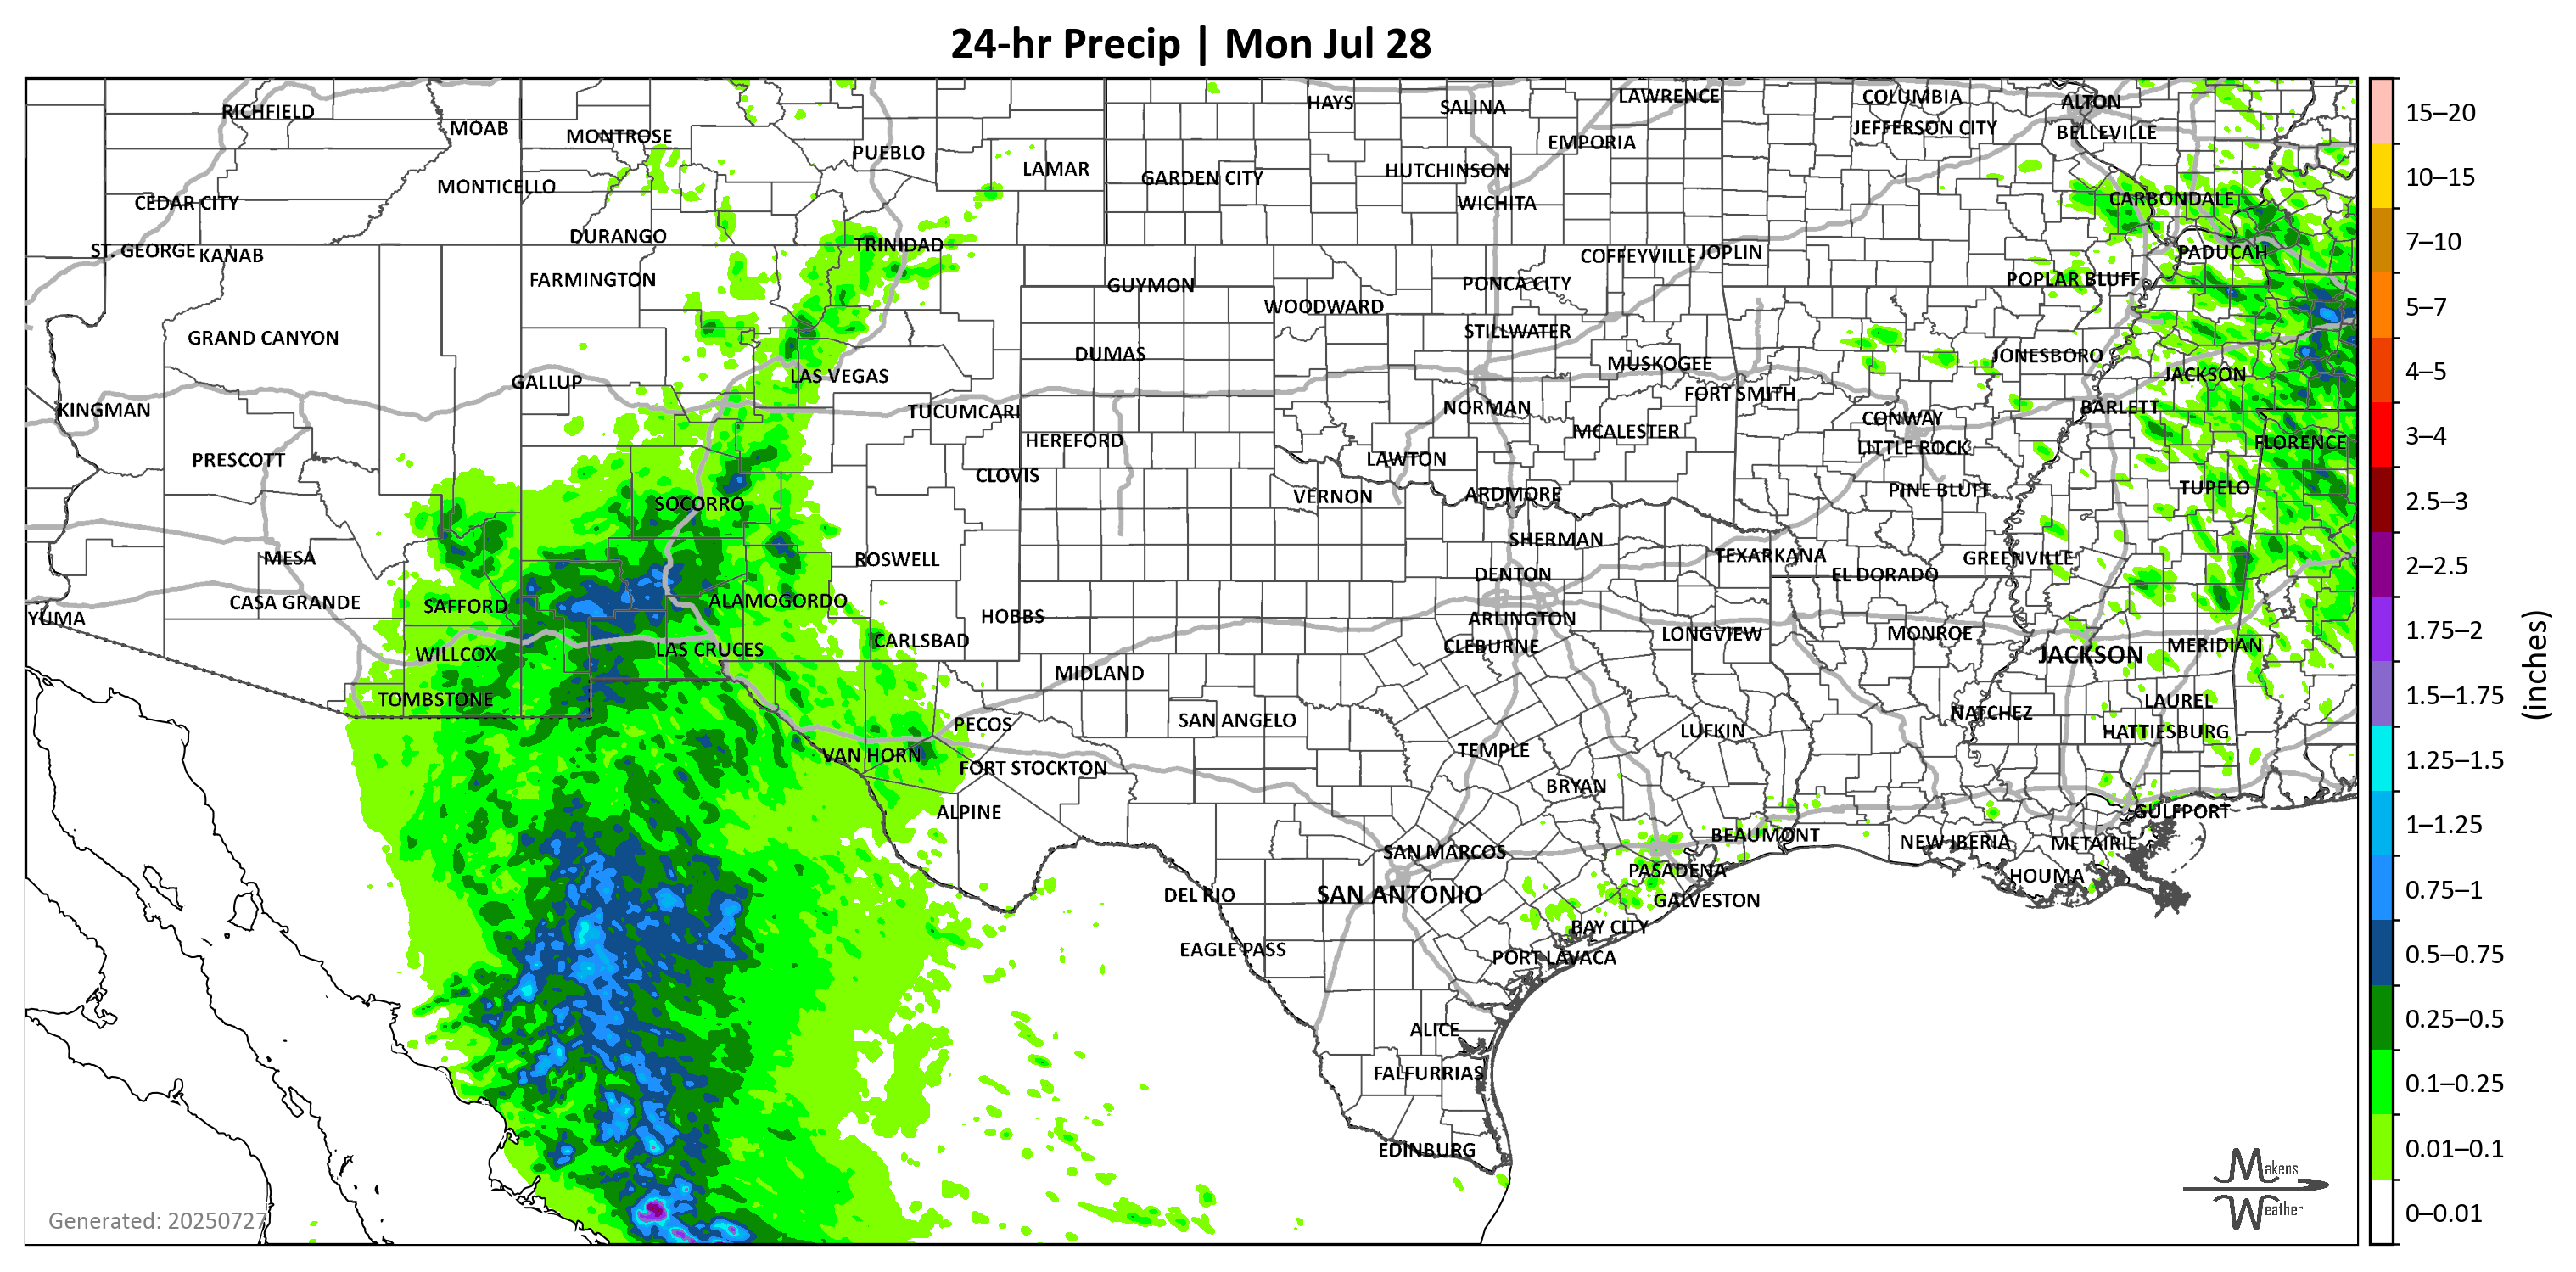 24-hr Precip | Mon Jul 28
RICHFIELD
MOAB
MONTROSE
PUEBLO
LAMAR
HAYS
SALINA
LAWRENCE
COLUMBIA
ALTON
JEFFERSON CITY
BELLEVILLE
EMPORIA
HUTCHINSON
GARDEN CITY
MONTICELLO
CEDAR CITY
WICHITA
CARBONDALE
DURANGO
TRINIDAD
ST. GEORGE
KANAB
COFFEYVILLE
JOPLIN
PADUCAH
FARMINGTON
GUYMON
PONCA CITY
POPLAR BLUFF
WOODWARD
STILLWATER
GRAND CANYON
DUMAS
MUSKOGEE
JONESBORO
LAS VEGAS
JACKSON
GALLUP
FORT SMITH
KINGMAN
TUCUMCARI
NORMAN
BARLETT
CONWAY
HEREFORD
MCALESTER
LITTLE ROCK
FLORENCE
PRESCOTT
LAWTON
CLOVIS
VERNON
ARDMORE
PINE BLUFF
TUPELO
SOCORRO
SHERMAN
MESA
ROSWELL
TEXARKANA
GREENVILLE
DENTON
EL DORADO
CASA GRANDE
SAFFORD
ALAMOGORDO
YUMA
HOBBS
ARLINGTON
CARLSBAD
LONGVIEW
MONROE
CLEBURNE
WILLCOX
LAS CRUCES
JACKSON
MERIDIAN
MIDLAND
TOMBSTONE
LAUREL
PECOS
SAN ANGELO
NATCHEZ
LUFKIN
HATTIESBURG
VAN HORN
TEMPLE
FORT STOCKTON
BRYAN
ALPINE
GULFPORT
BEAUMONT
NEW IBERIA
METAIRIE
SAN MARCOS
PASADENA
HOUMA
DEL RIO
SAN ANTONIO
GALVESTON
BAY CITY
EAGLE PASS
PORT LAVACA
ALICE
FALFURRIAS
EDINBURG
Generated: 20250727
Makens
Weather
15–20
10–15
7–10
5–7
4–5
3–4
2.5–3
2–2.5
1.75–2
1.5–1.75
1.25–1.5
1–1.25
0.75–1
0.5–0.75
0.25–0.5
0.1–0.25
0.01–0.1
0–0.01
(inches)